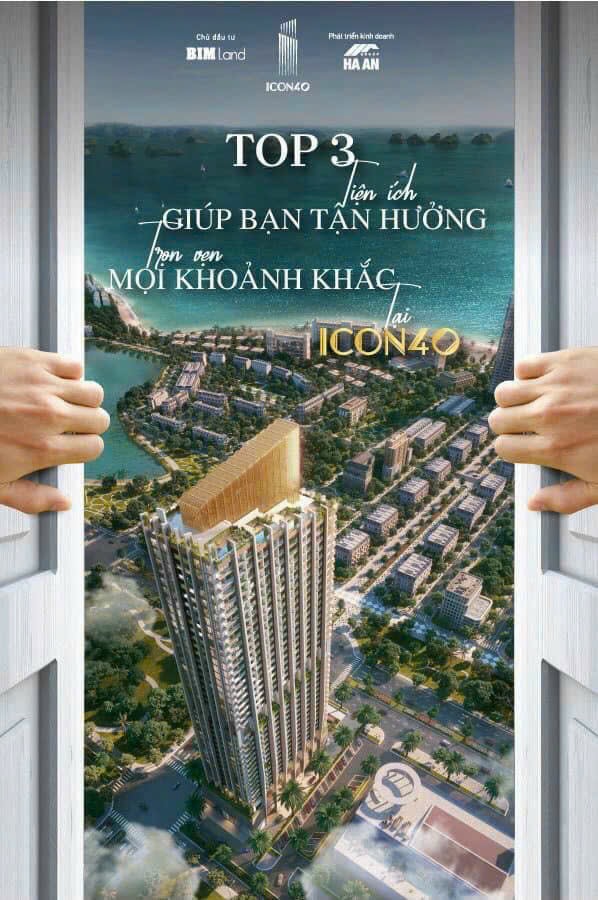 Chủ đầu tư
BIM Land
ICON40
Phát triển kinh doanh
GROUP
HA AN
TOP 3
Tiện ích
GIÚP BẠN TẬN HƯỞNG
Trọn vẹn
MỌI KHOẢNH KHẮC
Tại
ICON40